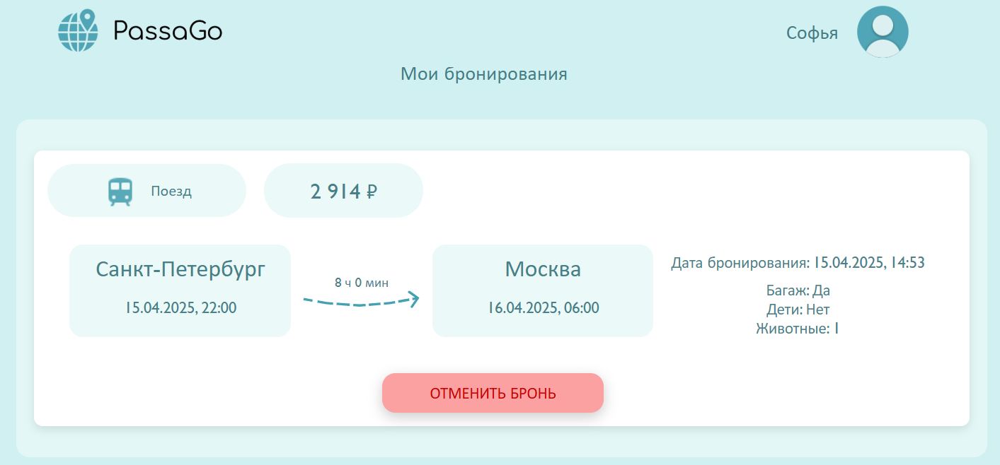 PassaGo
Софья
Мои бронирования
Поезд
2 914 ₽
Санкт-Петербург
15.04.2025, 22:00
8 ч 0 мин
Москва
16.04.2025, 06:00
Дата бронирования: 15.04.2025, 14:53
Багаж: Да
Дети: Нет
Животные: 1
ОТМЕНИТЬ БРОНЬ